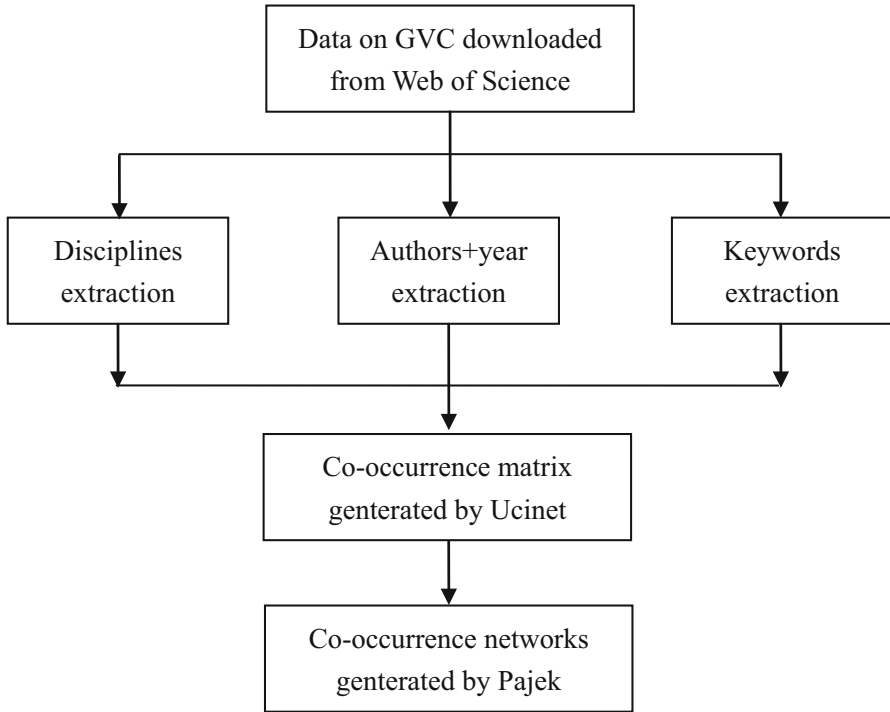 Data on GVC downloaded
from Web of Science
Disciplines
extraction
Authors+year
extraction
Keywords
extraction
Co-occurrence matrix
genterated by Ucinet
Co-occurrence networks
genterated by Pajek